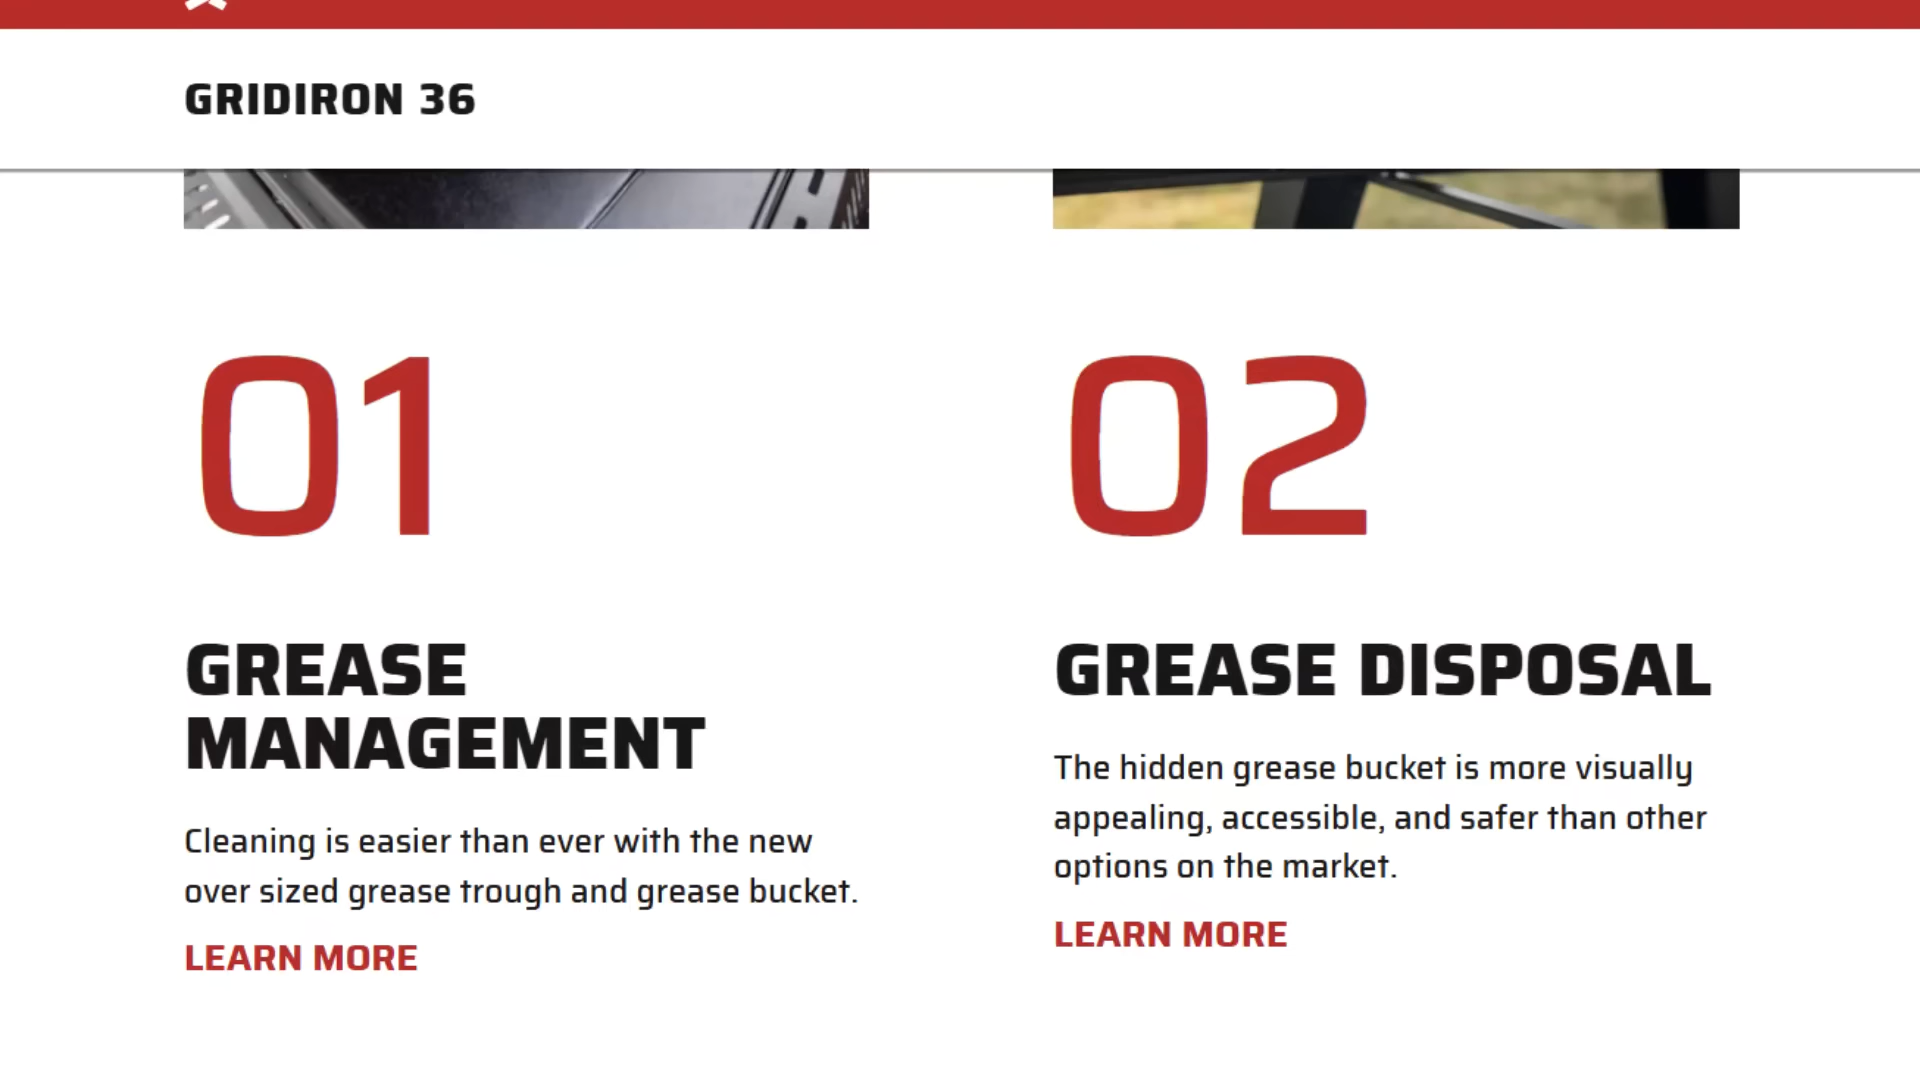 GRIDIRON 36
01
GREASE
MANAGEMENT
Cleaning is easier than ever with the new
over sized grease trough and grease bucket.
LEARN MORE
02
GREASE DISPOSAL
The hidden grease bucket is more visually
appealing, accessible, and safer than other
options on the market.
LEARN MORE